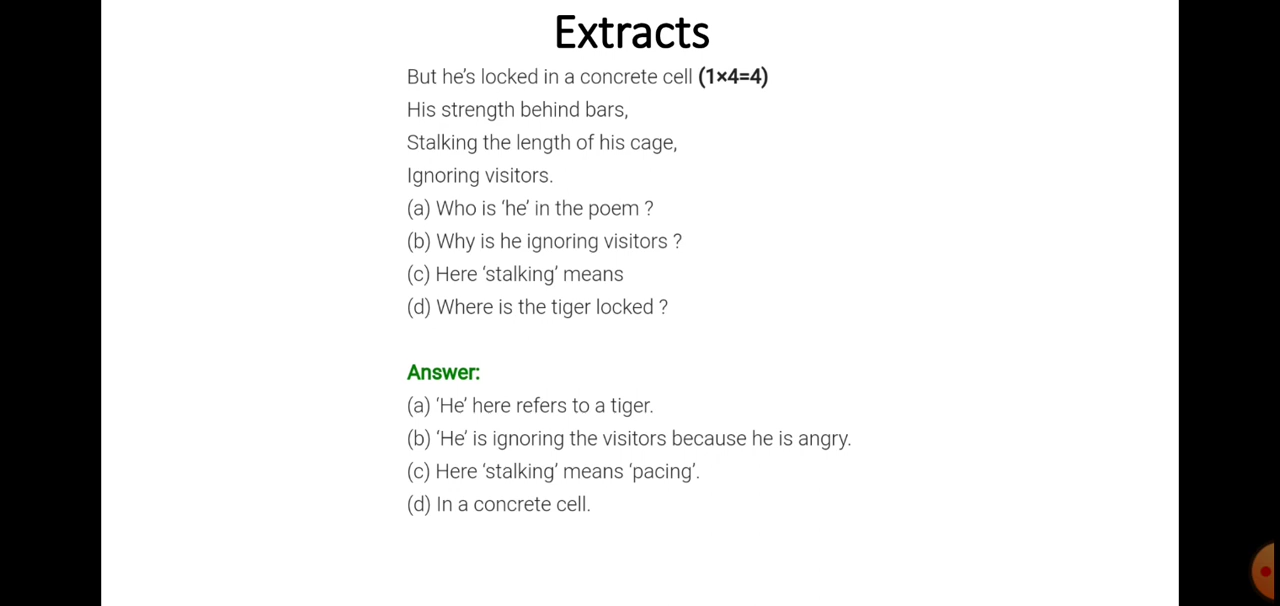 Extracts
But he's locked in a concrete cell (1×4=4)
His strength behind bars,
Stalking the length of his cage,
Ignoring visitors.
(a) Who is ‘he’ in the poem ?
(b) Why is he ignoring visitors ?
(c) Here ‘stalking’ means
(d) Where is the tiger locked ?
Answer:
(a) ‘He’ here refers to a tiger.
(b) ‘He’ is ignoring the visitors because he is angry.
(c) Here ‘stalking’ means ‘pacing’.
(d) In a concrete cell.